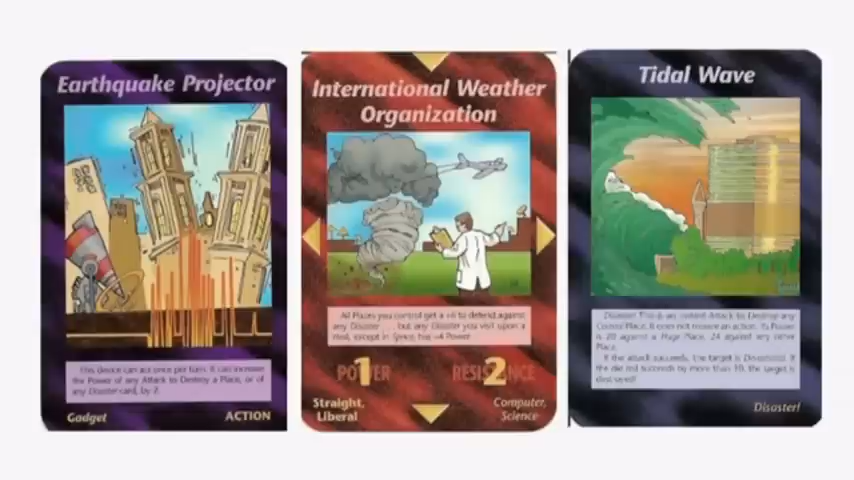 Earthquake Projector
This device can act once per turn. It can increase
the Power of any Attack to Destroy a Place, or of
any Disaster card, by 7.
Gadget
ACTION
International Weather
Organization
All Places you control get a +6 to defend against
any Disaster . . . but any Disaster you visit upon a
rival, except in Space, has +4 Power
POWER
1
RESISTANCE
2
Straight,
Liberal
Computer,
Science
Tidal Wave
Disaster! This is an Instant Attack to Destroy any
Coastal Place. It does not require an action. Its Power
is 20 against a Huge Place, 24 against any other
Place.
If the attack succeeds, the target is Devastated. If
the die roll succeeds by more than 10, the target is
destroyed!
Disaster!